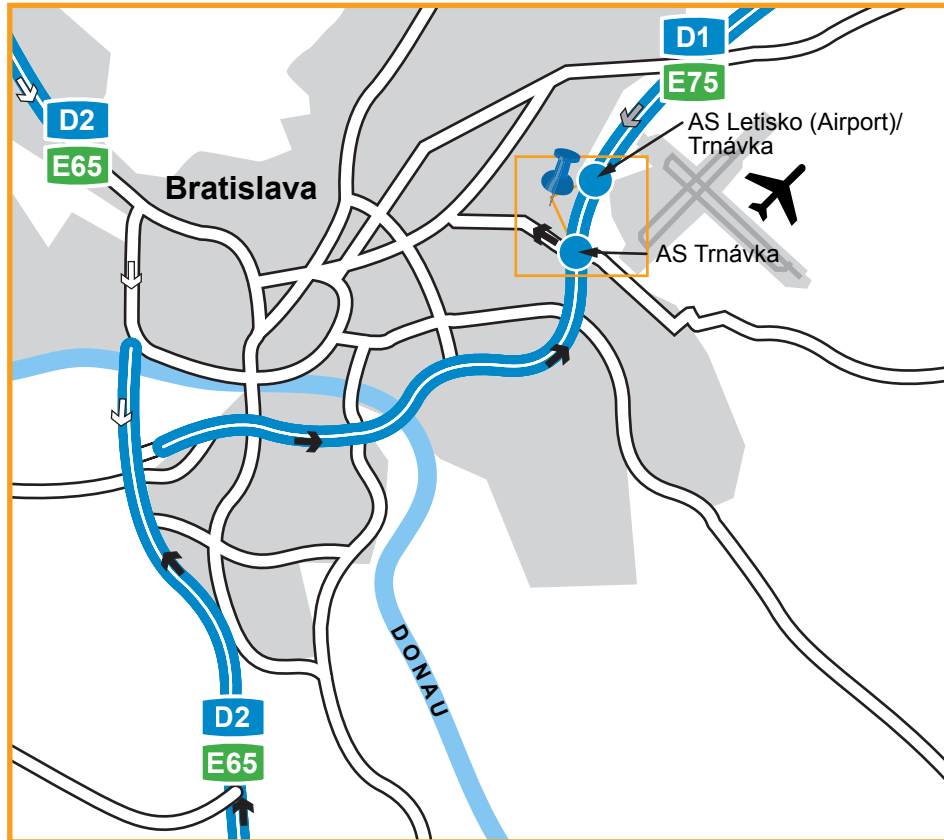 D1
E75
D2
E65
AS Letisko (Airport)/
Trnávka
Bratislava
AS Trnávka
DONAU
D2
E65